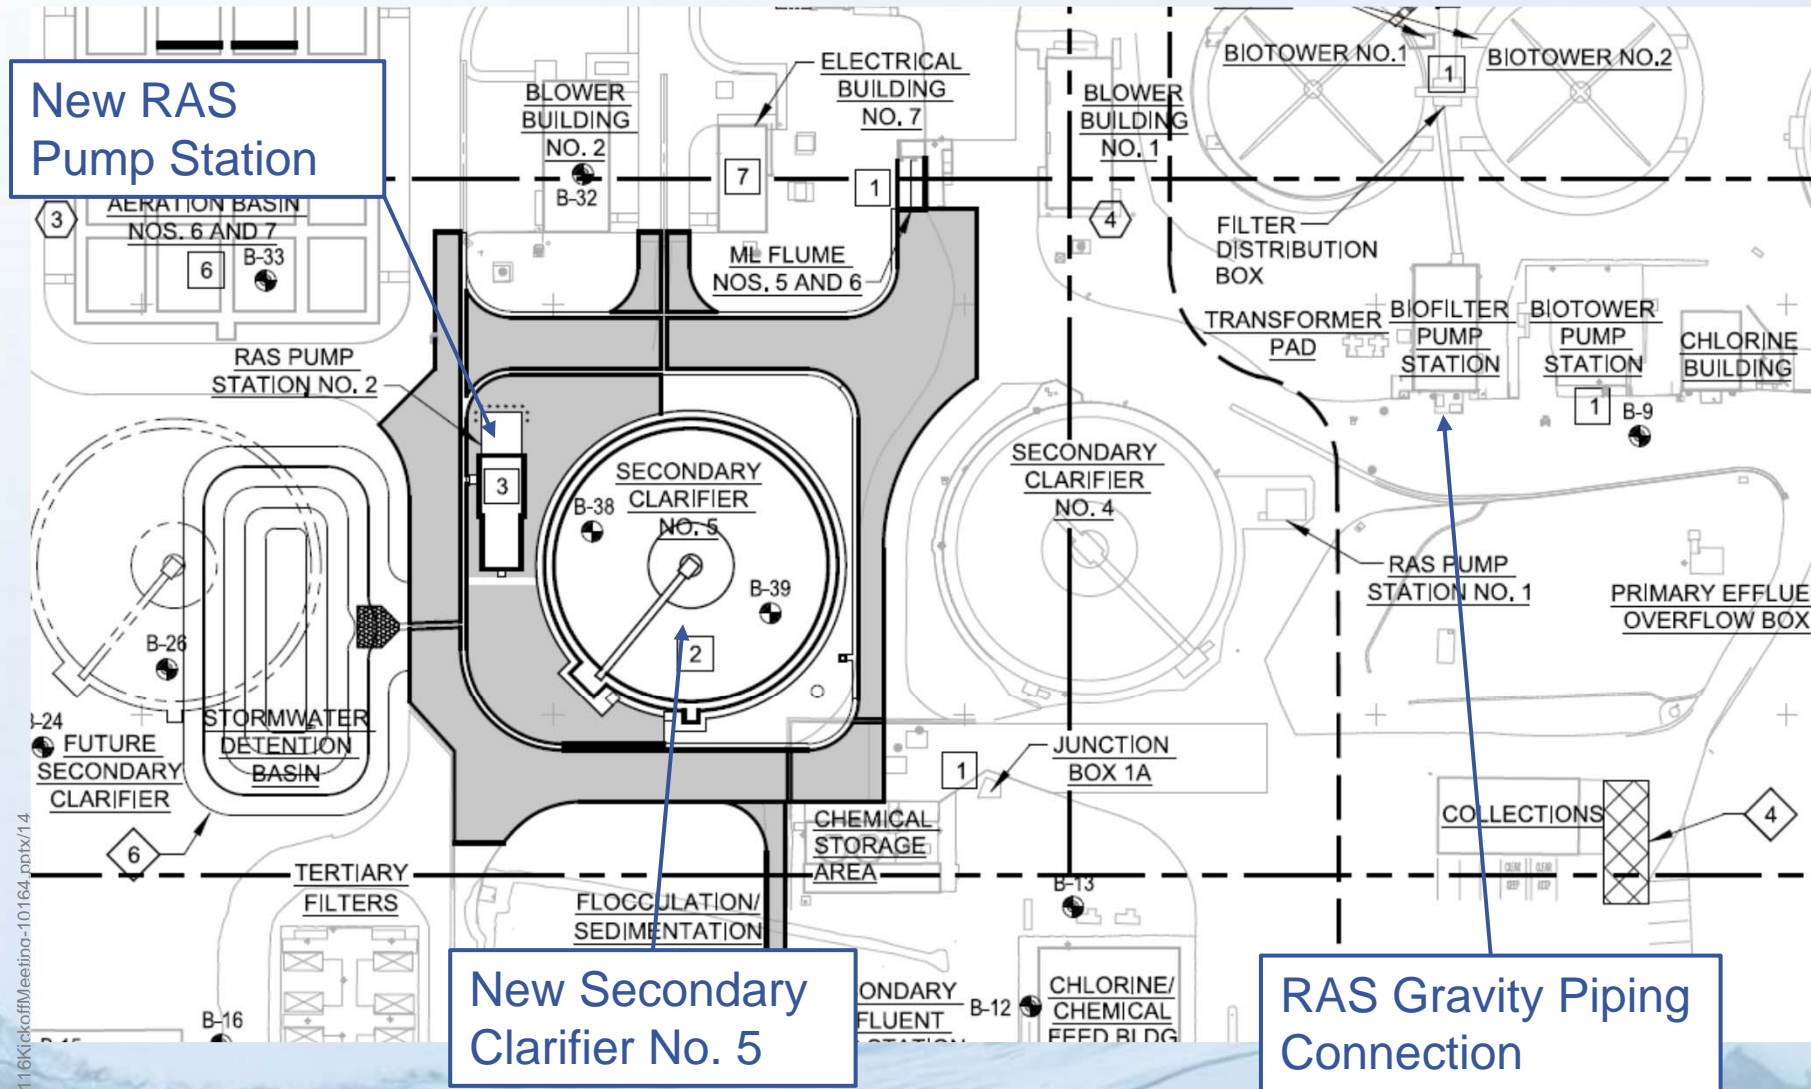 New RAS
Pump Station
BLOWER
BUILDING
NO. 2
B-32
ELECTRICAL
BUILDING
NO. 7
7
1
BLOWER
BUILDING
NO. 1
4
BIOTOWER NO.1
1
BIOTOWER NO.2
FILTER
DISTRIBUTION
BOX
3
AERATION BASIN
NOS. 6 AND 7
6
B-33
ML FLUME
NOS. 5 AND 6
TRANSFORMER
PAD
BIOFILTER
PUMP
STATION
BIOTOWER
PUMP
STATION
CHLORINE
BUILDING
1
B-9
RAS PUMP
STATION NO. 2
3
SECONDARY
CLARIFIER
NO. 5
B-38
B-39
2
SECONDARY
CLARIFIER
NO. 4
RAS PUMP
STATION NO. 1
PRIMARY EFFLUE
OVERFLOW BOX
B-26
B-24
FUTURE
SECONDARY
CLARIFIER
STORMWATER
DETENTION
BASIN
6
JUNCTION
BOX 1A
1
CHEMICAL
STORAGE
AREA
COLLECTIONS
4
TERTIARY
FILTERS
FLOCCULATION/
SEDIMENTATION
B-13
B-16
New Secondary
Clarifier No. 5
ONDARY
FLUENT
B-12
CHLORINE/
CHEMICAL
FEED BLDG
RAS Gravity Piping
Connection
116KickoffMeeting-10164.pptx/14